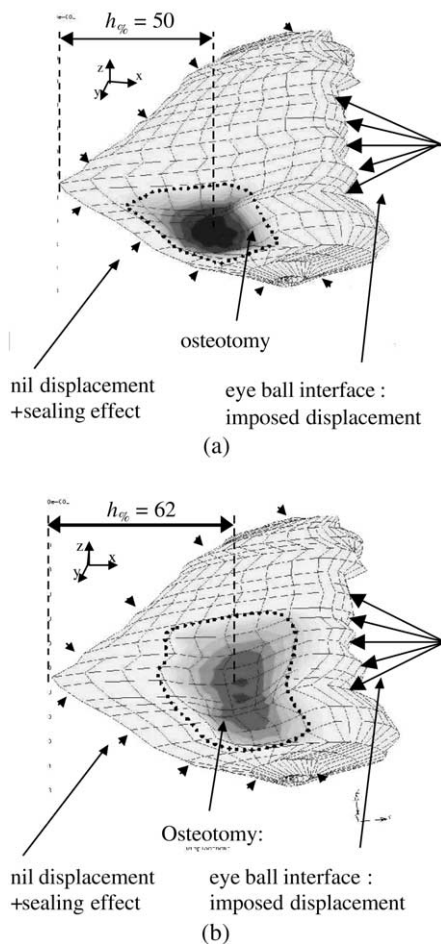 h% = 50
z
x
y
osteotomy
nil displacement
+sealing effect
eye ball interface :
imposed displacement
(a)
h% = 62
z
x
y
Osteotomy:
nil displacement
+sealing effect
eye ball interface :
imposed displacement
(b)